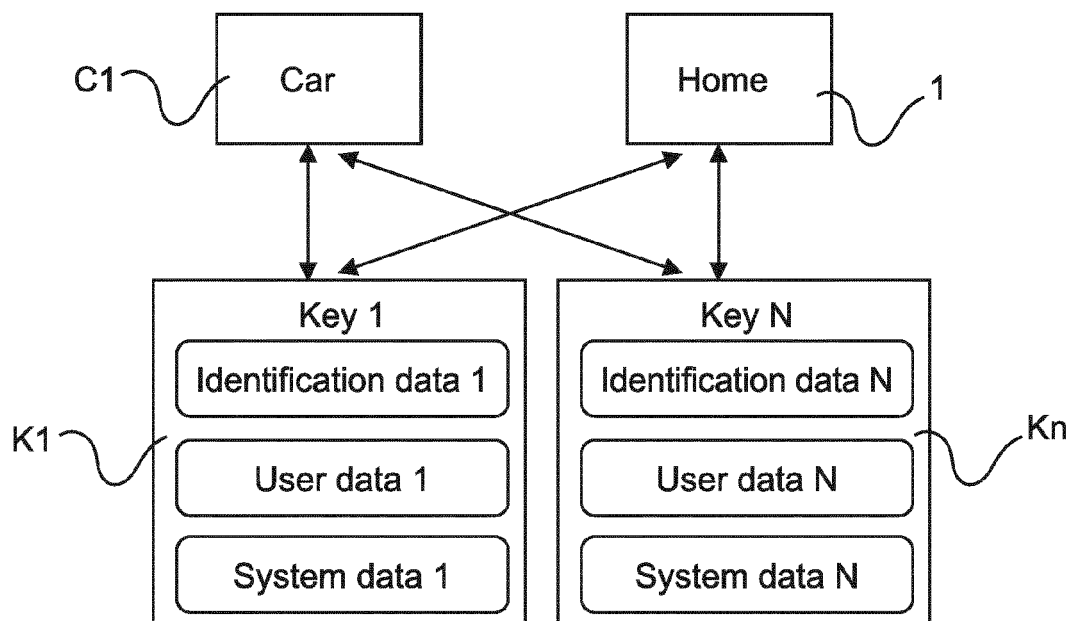 C1
Car
Home
1
Key 1
Key N
Identification data 1
Identification data N
K1
Kn
User data 1
User data N
System data 1
System data N